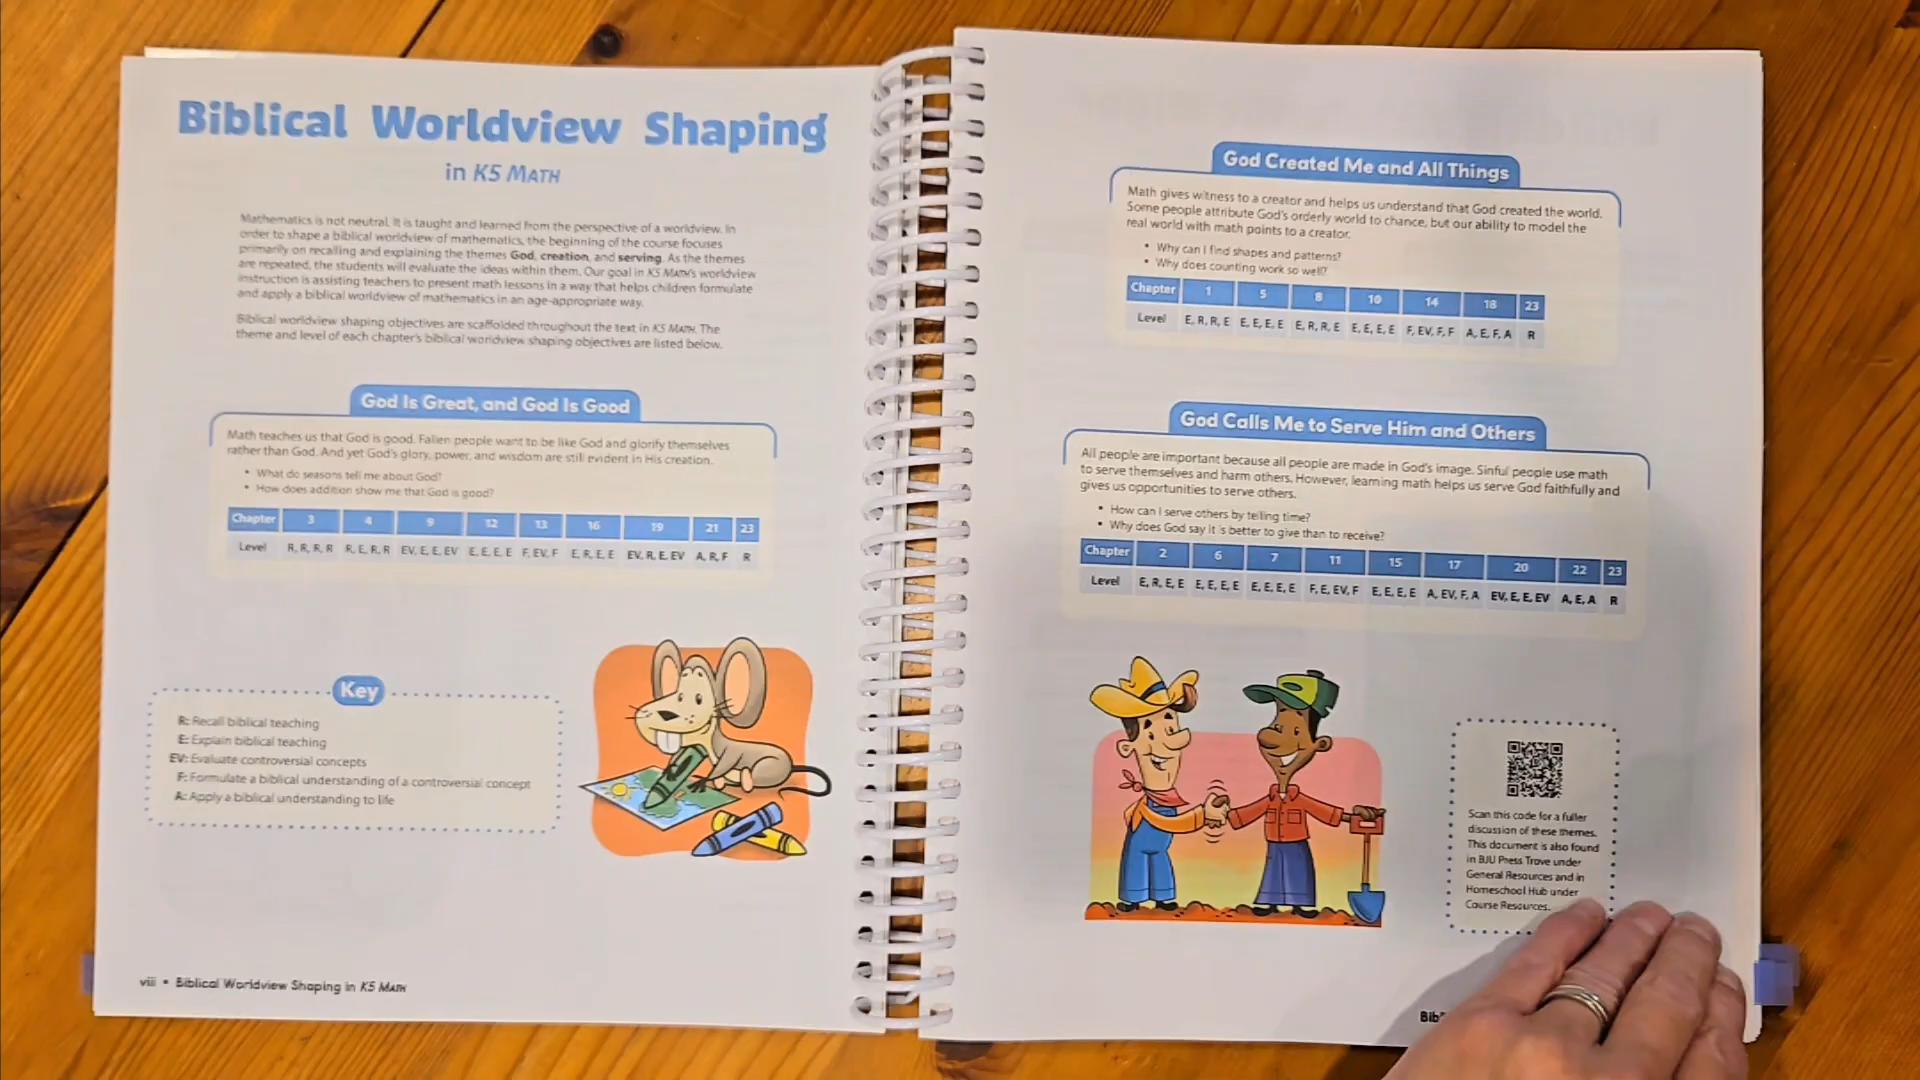 Biblical Worldview Shaping
in K5 MATH
Mathematics is not neutral. It is taught and learned from the perspective of a worldview. In
order to shape a biblical worldview of mathematics, the beginning of the course focuses
primarily on recalling and explaining the themes God, creation, and serving. As the themes
are repeated, the students will evaluate the ideas within them. Our goal in K5 MATH's worldview
instruction is assisting teachers to present math lessons in a way that helps children formulate
and apply a biblical worldview of mathematics in an age-appropriate way.
Biblical worldview shaping objectives are scaffolded throughout the text in K5 MATH. The
theme and level of each chapter's biblical worldview shaping objectives are listed below.
God Is Great, and God Is Good
Math teaches us that God is good. Fallen people want to be like God and glorify themselves
rather than God. And yet God's glory, power, and wisdom are still evident in His creation.
• What do seasons tell me about God?
• How does addition show me that God is good?
Chapter 3 4 9 12 13 16 19 21 23
Level R, R, R, R R, E, R, R EV, E, E, EV E, E, E, E F, EV, F E, R, E, E EV, R, E, EV A, R, F R
Key
R: Recall biblical teaching
E: Explain biblical teaching
EV: Evaluate controversial concepts
F: Formulate a biblical understanding of a controversial concept
A: Apply a biblical understanding to life
viii • Biblical Worldview Shaping in K5 MATH
God Created Me and All Things
Math gives witness to a creator and helps us understand that God created the world.
Some people attribute God's orderly world to chance, but our ability to model the
real world with math points to a creator.
• Why can I find shapes and patterns?
• Why does counting work so well?
Chapter 1 5 8 10 14 18 23
Level E, R, R, E E, E, E, E E, R, R, E E, E, E, E F, EV, F, F A, E, F, A R
God Calls Me to Serve Him and Others
All people are important because all people are made in God's image. Sinful people use math
to serve themselves and harm others. However, learning math helps us serve God faithfully and
gives us opportunities to serve others.
• How can I serve others by telling time?
• Why does God say it is better to give than to receive?
Chapter 2 6 7 11 15 17 20 22 23
Level E, R, E, E E, E, E, E E, E, E, E F, E, EV, F E, E, E, E A, EV, F, A EV, E, E, EV A, E, A R
Scan this code for a fuller
discussion of these themes.
This document is also found
in BJU Press Trove under
General Resources and in
Homeschool Hub under
Course Resources.